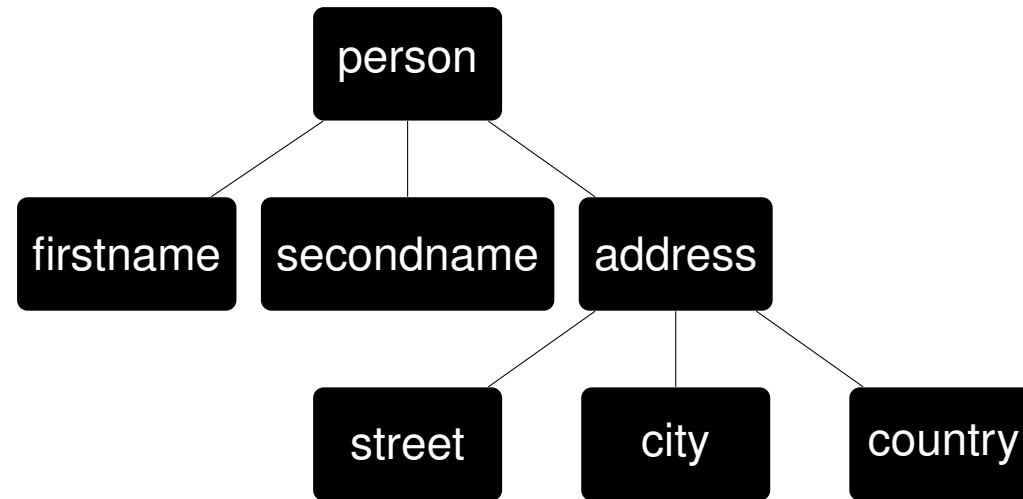 person
firstname
secondname
address
street
city
country